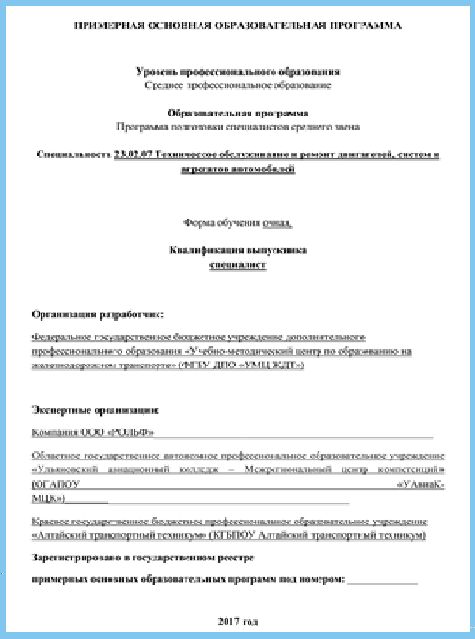 ПРИМЕРНАЯ ОСНОВНАЯ ОБРАЗОВАТЕЛЬНАЯ ПРОГРАММА
Уровень профессионального образования
Среднее профессиональное образование
Образовательная программа
Программа подготовки специалистов среднего звена
Специальность 23.02.07 Техническое обслуживание и ремонт двигателей, систем и
агрегатов автомобилей
Форма обучения очная.
Квалификация выпускника
специалист
Организация разработчик:
Федеральное государственное бюджетное учреждение дополнительного
профессионального образования «Учебно-методический центр по образованию на
железнодорожном транспорте» (ФГБУ ДПО «УМЦ ЖДТ»)
Экспертные организации:
Компания ООО «РОЛЬФ»
Областное государственное автономное профессиональное образовательное учреждение
«Ульяновский авиационный колледж – Межрегиональный центр компетенций»
(ОГАПОУ «УАвиаК-
МЦК»)
Краевое государственное бюджетное профессиональное образовательное учреждение
«Алтайский транспортный техникум» (КГБПОУ Алтайский транспортный техникум)
Зарегистрировано в государственном реестре
примерных основных образовательных программ под номером:
2017 год